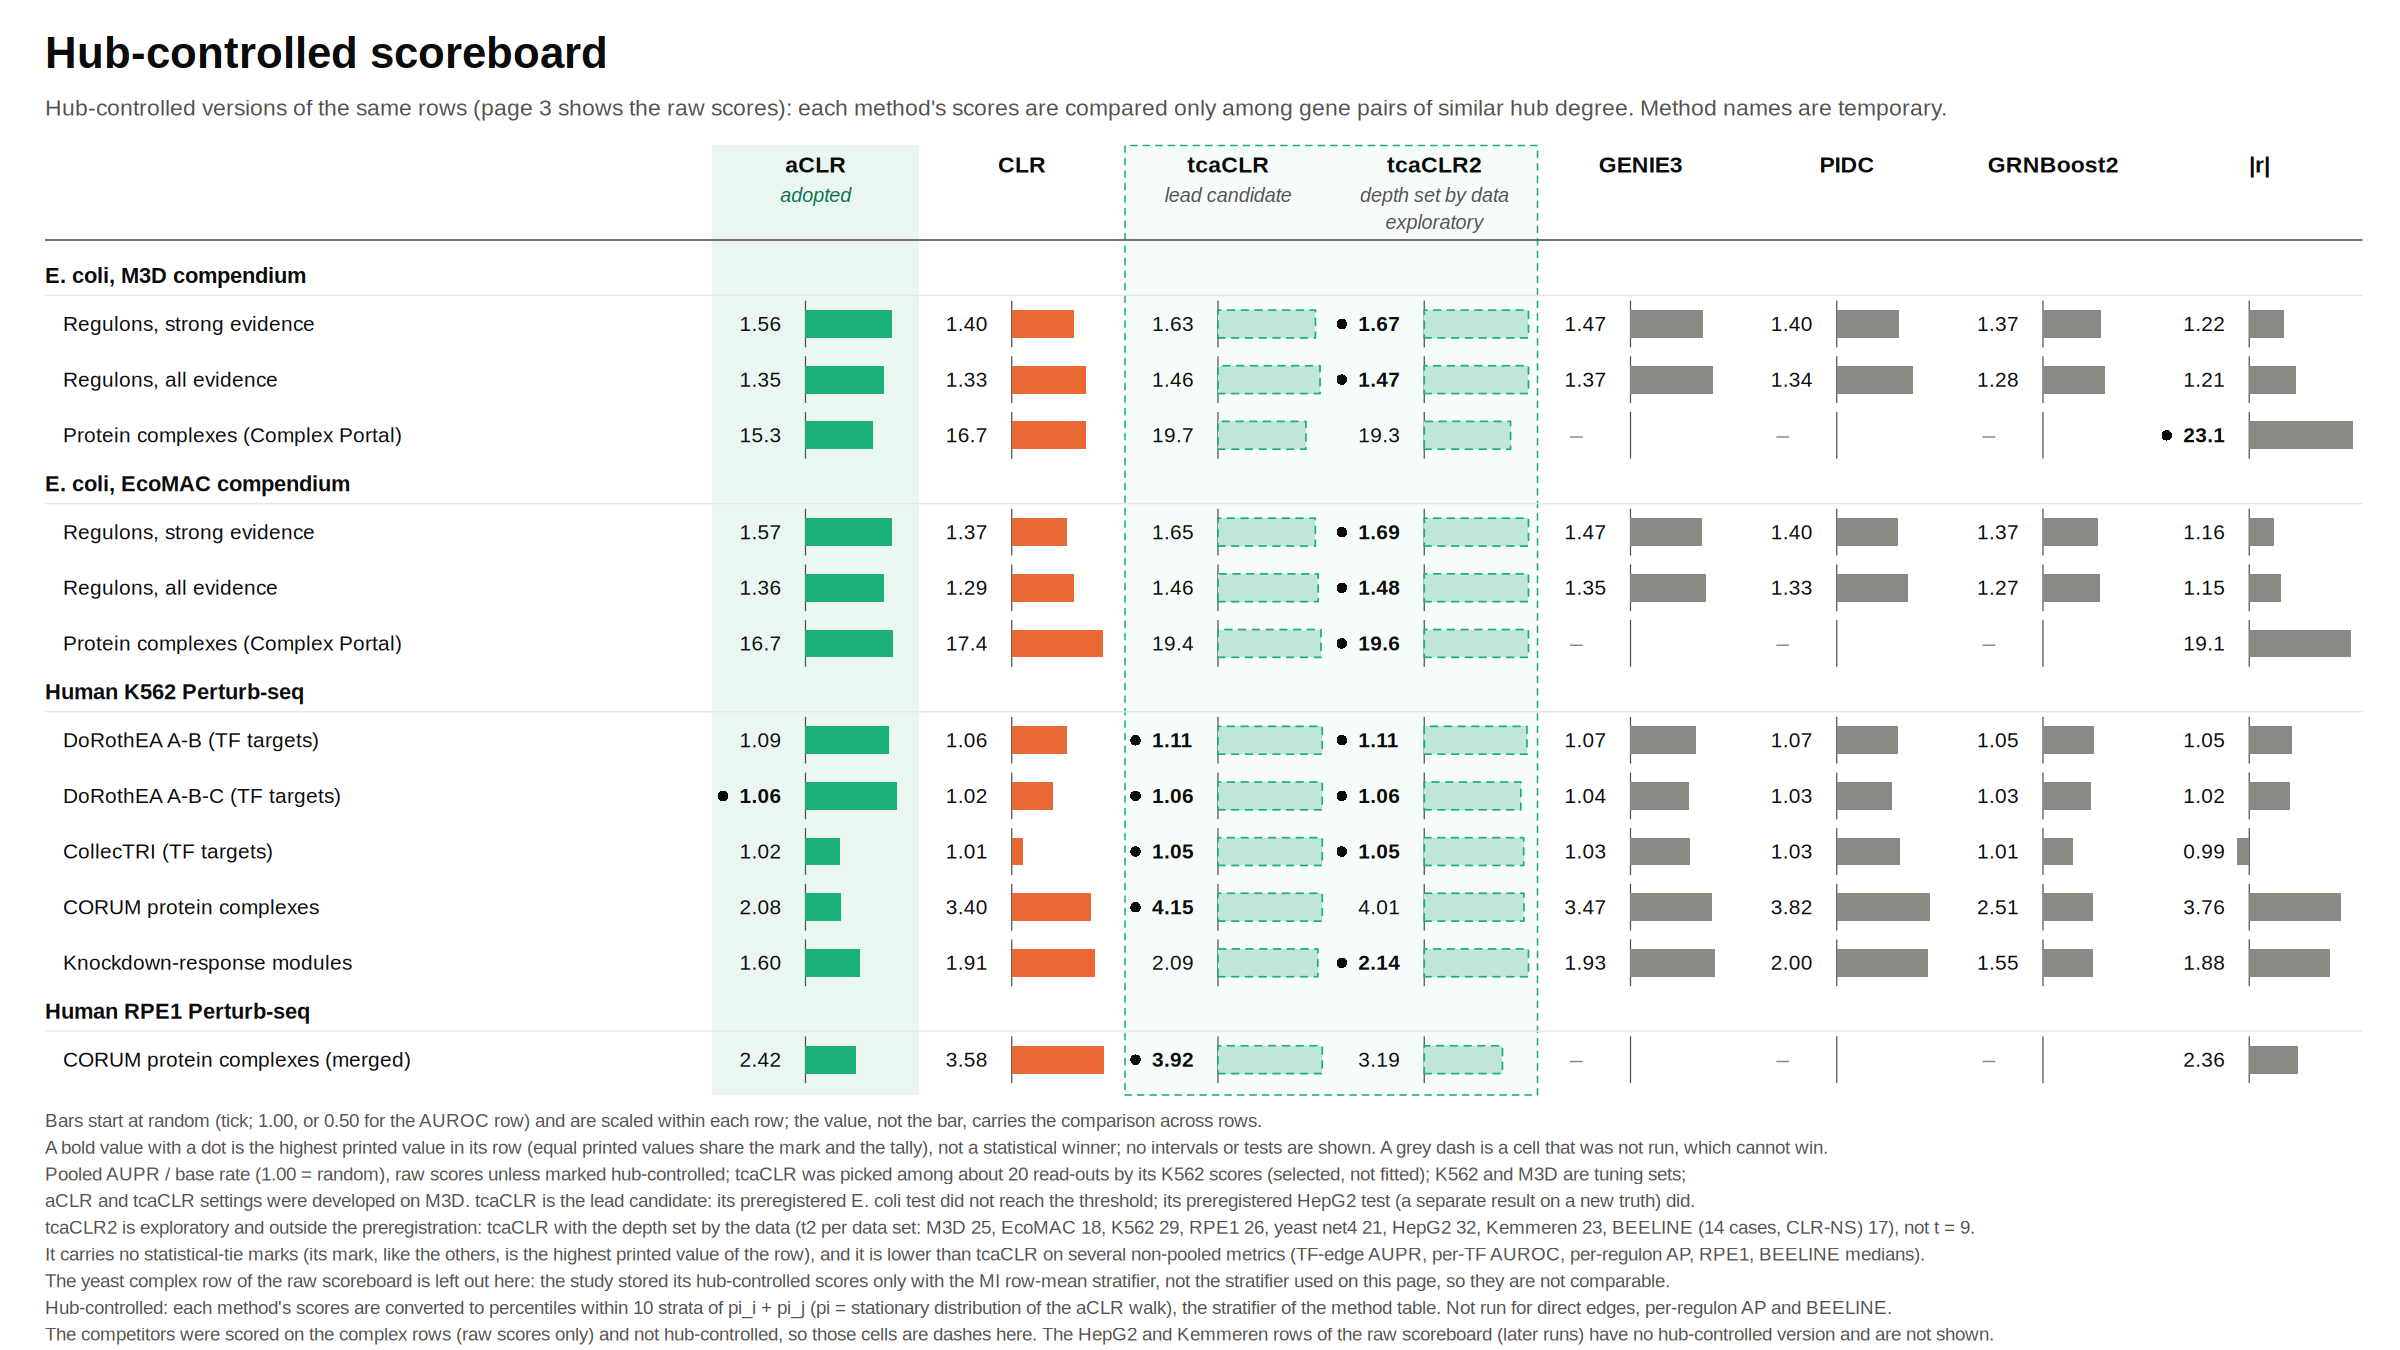 Hub-controlled scoreboard
Hub-controlled versions of the same rows (page 3 shows the raw scores): each method's scores are compared only among gene pairs of similar hub degree. Method names are temporary.
aCLR CLR tcaCLR tcaCLR2 GENIE3 PIDC GRNBoost2 |r|
adopted lead candidate depth set by data
exploratory
E. coli, M3D compendium
Regulons, strong evidence 1.56 1.40 1.63 ● 1.67 1.47 1.40 1.37 1.22
Regulons, all evidence 1.35 1.33 1.46 ● 1.47 1.37 1.34 1.28 1.21
Protein complexes (Complex Portal) 15.3 16.7 19.7 19.3 – – – ● 23.1
E. coli, EcoMAC compendium
Regulons, strong evidence 1.57 1.37 1.65 ● 1.69 1.47 1.40 1.37 1.16
Regulons, all evidence 1.36 1.29 1.46 ● 1.48 1.35 1.33 1.27 1.15
Protein complexes (Complex Portal) 16.7 17.4 19.4 ● 19.6 – – – 19.1
Human K562 Perturb-seq
DoRothEA A-B (TF targets) 1.09 1.06 ● 1.11 ● 1.11 1.07 1.07 1.05 1.05
DoRothEA A-B-C (TF targets) ● 1.06 1.02 ● 1.06 ● 1.06 1.04 1.03 1.03 1.02
CollecTRI (TF targets) 1.02 1.01 ● 1.05 ● 1.05 1.03 1.03 1.01 0.99
CORUM protein complexes 2.08 3.40 ● 4.15 4.01 3.47 3.82 2.51 3.76
Knockdown-response modules 1.60 1.91 2.09 ● 2.14 1.93 2.00 1.55 1.88
Human RPE1 Perturb-seq
CORUM protein complexes (merged) 2.42 3.58 ● 3.92 3.19 – – – 2.36
Bars start at random (tick; 1.00, or 0.50 for the AUROC row) and are scaled within each row; the value, not the bar, carries the comparison across rows.
A bold value with a dot is the highest printed value in its row (equal printed values share the mark and the tally), not a statistical winner; no intervals or tests are shown. A grey dash is a cell that was not run, which cannot win.
Pooled AUPR / base rate (1.00 = random), raw scores unless marked hub-controlled; tcaCLR was picked among about 20 read-outs by its K562 scores (selected, not fitted); K562 and M3D are tuning sets;
aCLR and tcaCLR settings were developed on M3D. tcaCLR is the lead candidate: its preregistered E. coli test did not reach the threshold; its preregistered HepG2 test (a separate result on a new truth) did.
tcaCLR2 is exploratory and outside the preregistration: tcaCLR with the depth set by the data (t2 per data set: M3D 25, EcoMAC 18, K562 29, RPE1 26, yeast net4 21, HepG2 32, Kemmeren 23, BEELINE (14 cases, CLR-NS) 17), not t = 9.
It carries no statistical-tie marks (its mark, like the others, is the highest printed value of the row), and it is lower than tcaCLR on several non-pooled metrics (TF-edge AUPR, per-TF AUROC, per-regulon AP, RPE1, BEELINE medians).
The yeast complex row of the raw scoreboard is left out here: the study stored its hub-controlled scores only with the MI row-mean stratifier, not the stratifier used on this page, so they are not comparable.
Hub-controlled: each method's scores are converted to percentiles within 10 strata of pi_i + pi_j (pi = stationary distribution of the aCLR walk), the stratifier of the method table. Not run for direct edges, per-regulon AP and BEELINE.
The competitors were scored on the complex rows (raw scores only) and not hub-controlled, so those cells are dashes here. The HepG2 and Kemmeren rows of the raw scoreboard (later runs) have no hub-controlled version and are not shown.